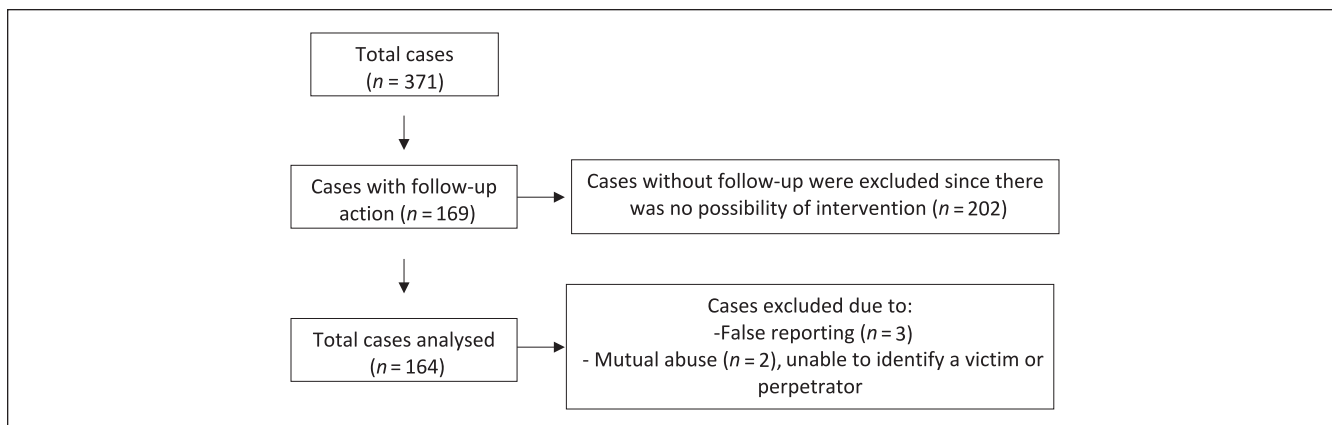 Total cases
(n = 371)
Cases with follow-up
action (n = 169)
Cases without follow-up were excluded since there
was no possibility of intervention (n = 202)
Total cases analysed
(n = 164)
Cases excluded due to:
-False reporting (n = 3)
- Mutual abuse (n = 2), unable to identify a victim or
perpetrator